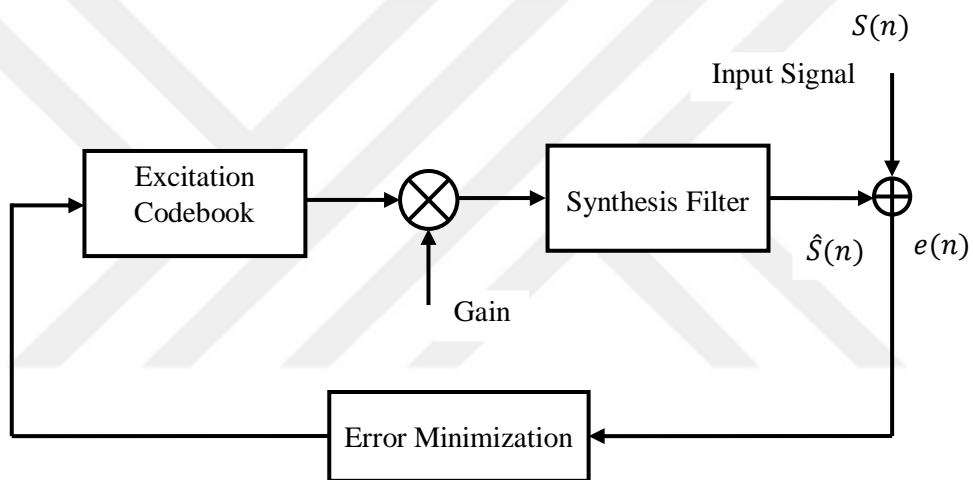 S(n)
Input Signal
Excitation
Codebook
Synthesis Filter
Ŝ(n)
e(n)
Gain
Error Minimization